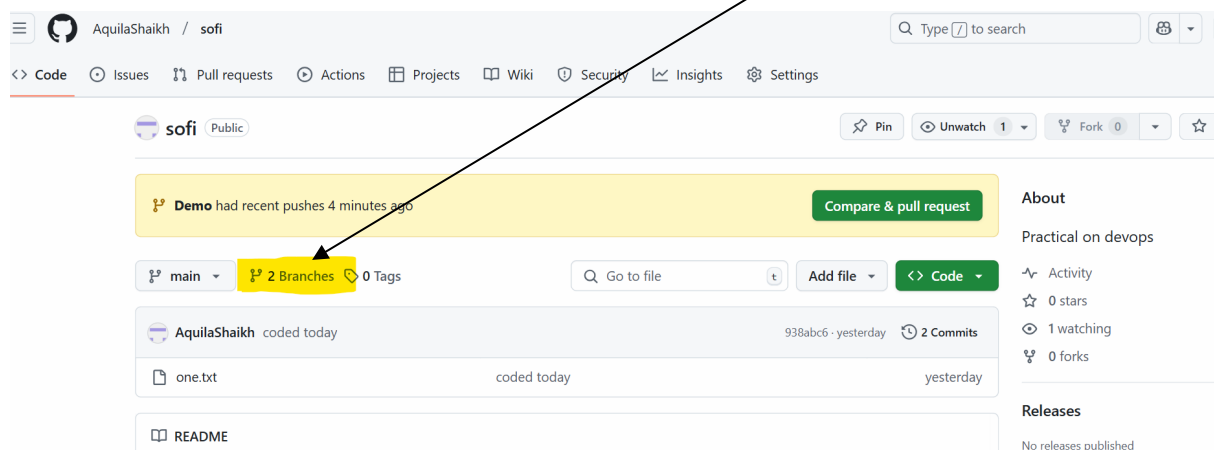 AquilaShaikh / sofi
Type / to search
Code Issues Pull requests Actions Projects Wiki Security Insights Settings
sofi Public
Pin Unwatch 1 Fork 0
Demo had recent pushes 4 minutes ago
Compare & pull request
main 2 Branches 0 Tags
Go to file t
Add file Code
AquilaShaikh coded today 938abc6 · yesterday 2 Commits
one.txt coded today yesterday
README
About
Practical on devops
Activity
0 stars
1 watching
0 forks
Releases
No releases published